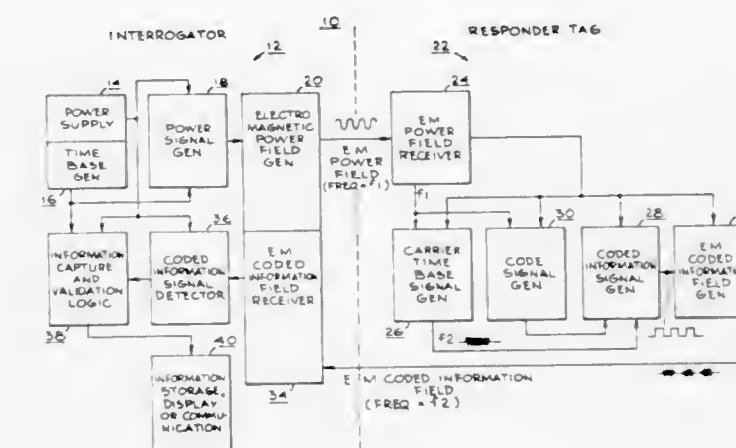 10
INTERROGATOR
RESPONDER TAG
12
22
14
18
20
24
POWER
SUPPLY
TIME
BASE
GEN
16
POWER
SIGNAL
GEN
ELECTRO
MAGNETIC
POWER
FIELD
GEN
EM
POWER
FIELD
(FREQ=f1)
EM
POWER
FIELD
RECEIVER
f1
36
30
28
INFORMATION
CAPTURE
AND
VALIDATION
LOGIC
38
CODED
INFORMATION
SIGNAL
DETECTOR
EM
CODED
INFORMATION
FIELD
RECEIVER
34
CARRIER
TIME
BASE
SIGNAL
GEN
26
CODE
SIGNAL
GEN
CODED
INFORMATION
SIGNAL
GEN
EM
CODED
INFORMATION
FIELD
GEN
f2
40
INFORMATION
STORAGE,
DISPLAY
OR COMMU-
NICATION
EM CODED INFORMATION
FIELD
(FREQ = f2)